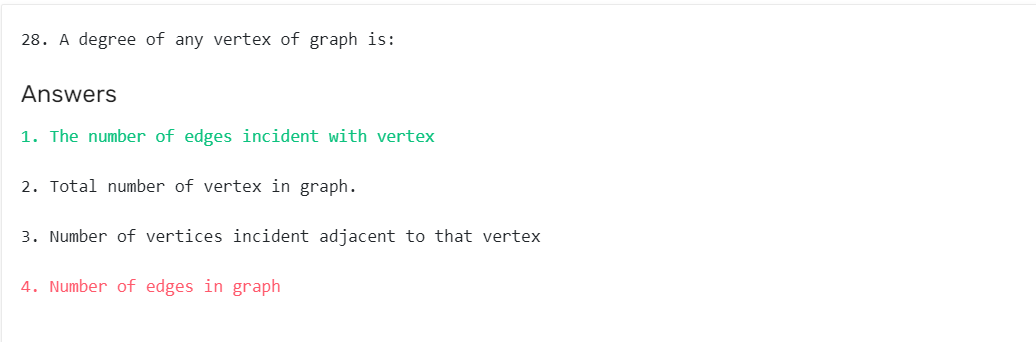 28. A degree of any vertex of graph is:
Answers
1. The number of edges incident with vertex
2. Total number of vertex in graph.
3. Number of vertices incident adjacent to that vertex
4. Number of edges in graph